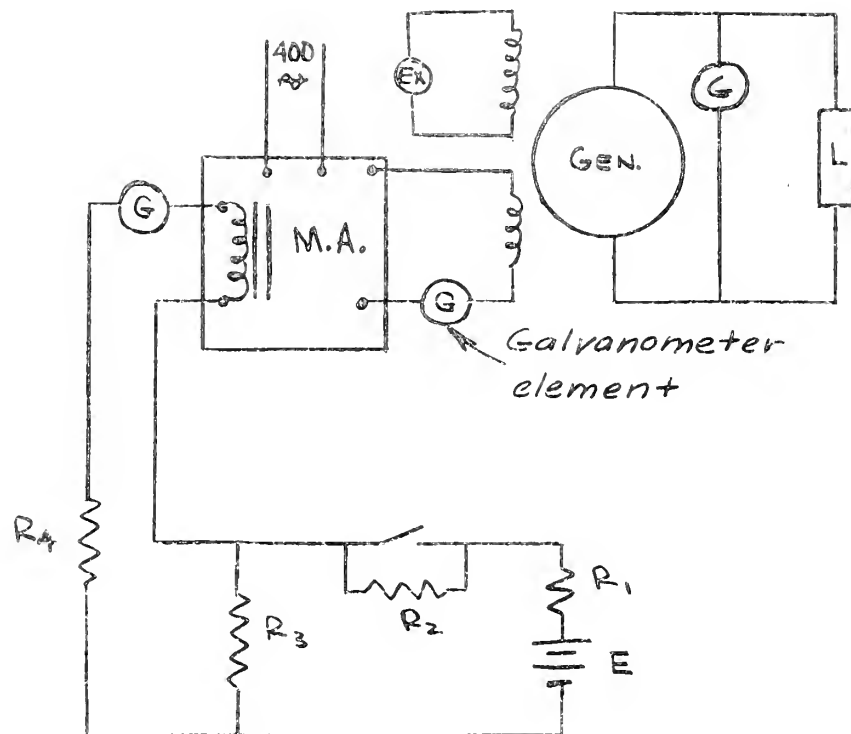 400
EX
G
GEN.
L
G
M.A.
G
Galvanometer
element
R4
R3
R2
R1
E